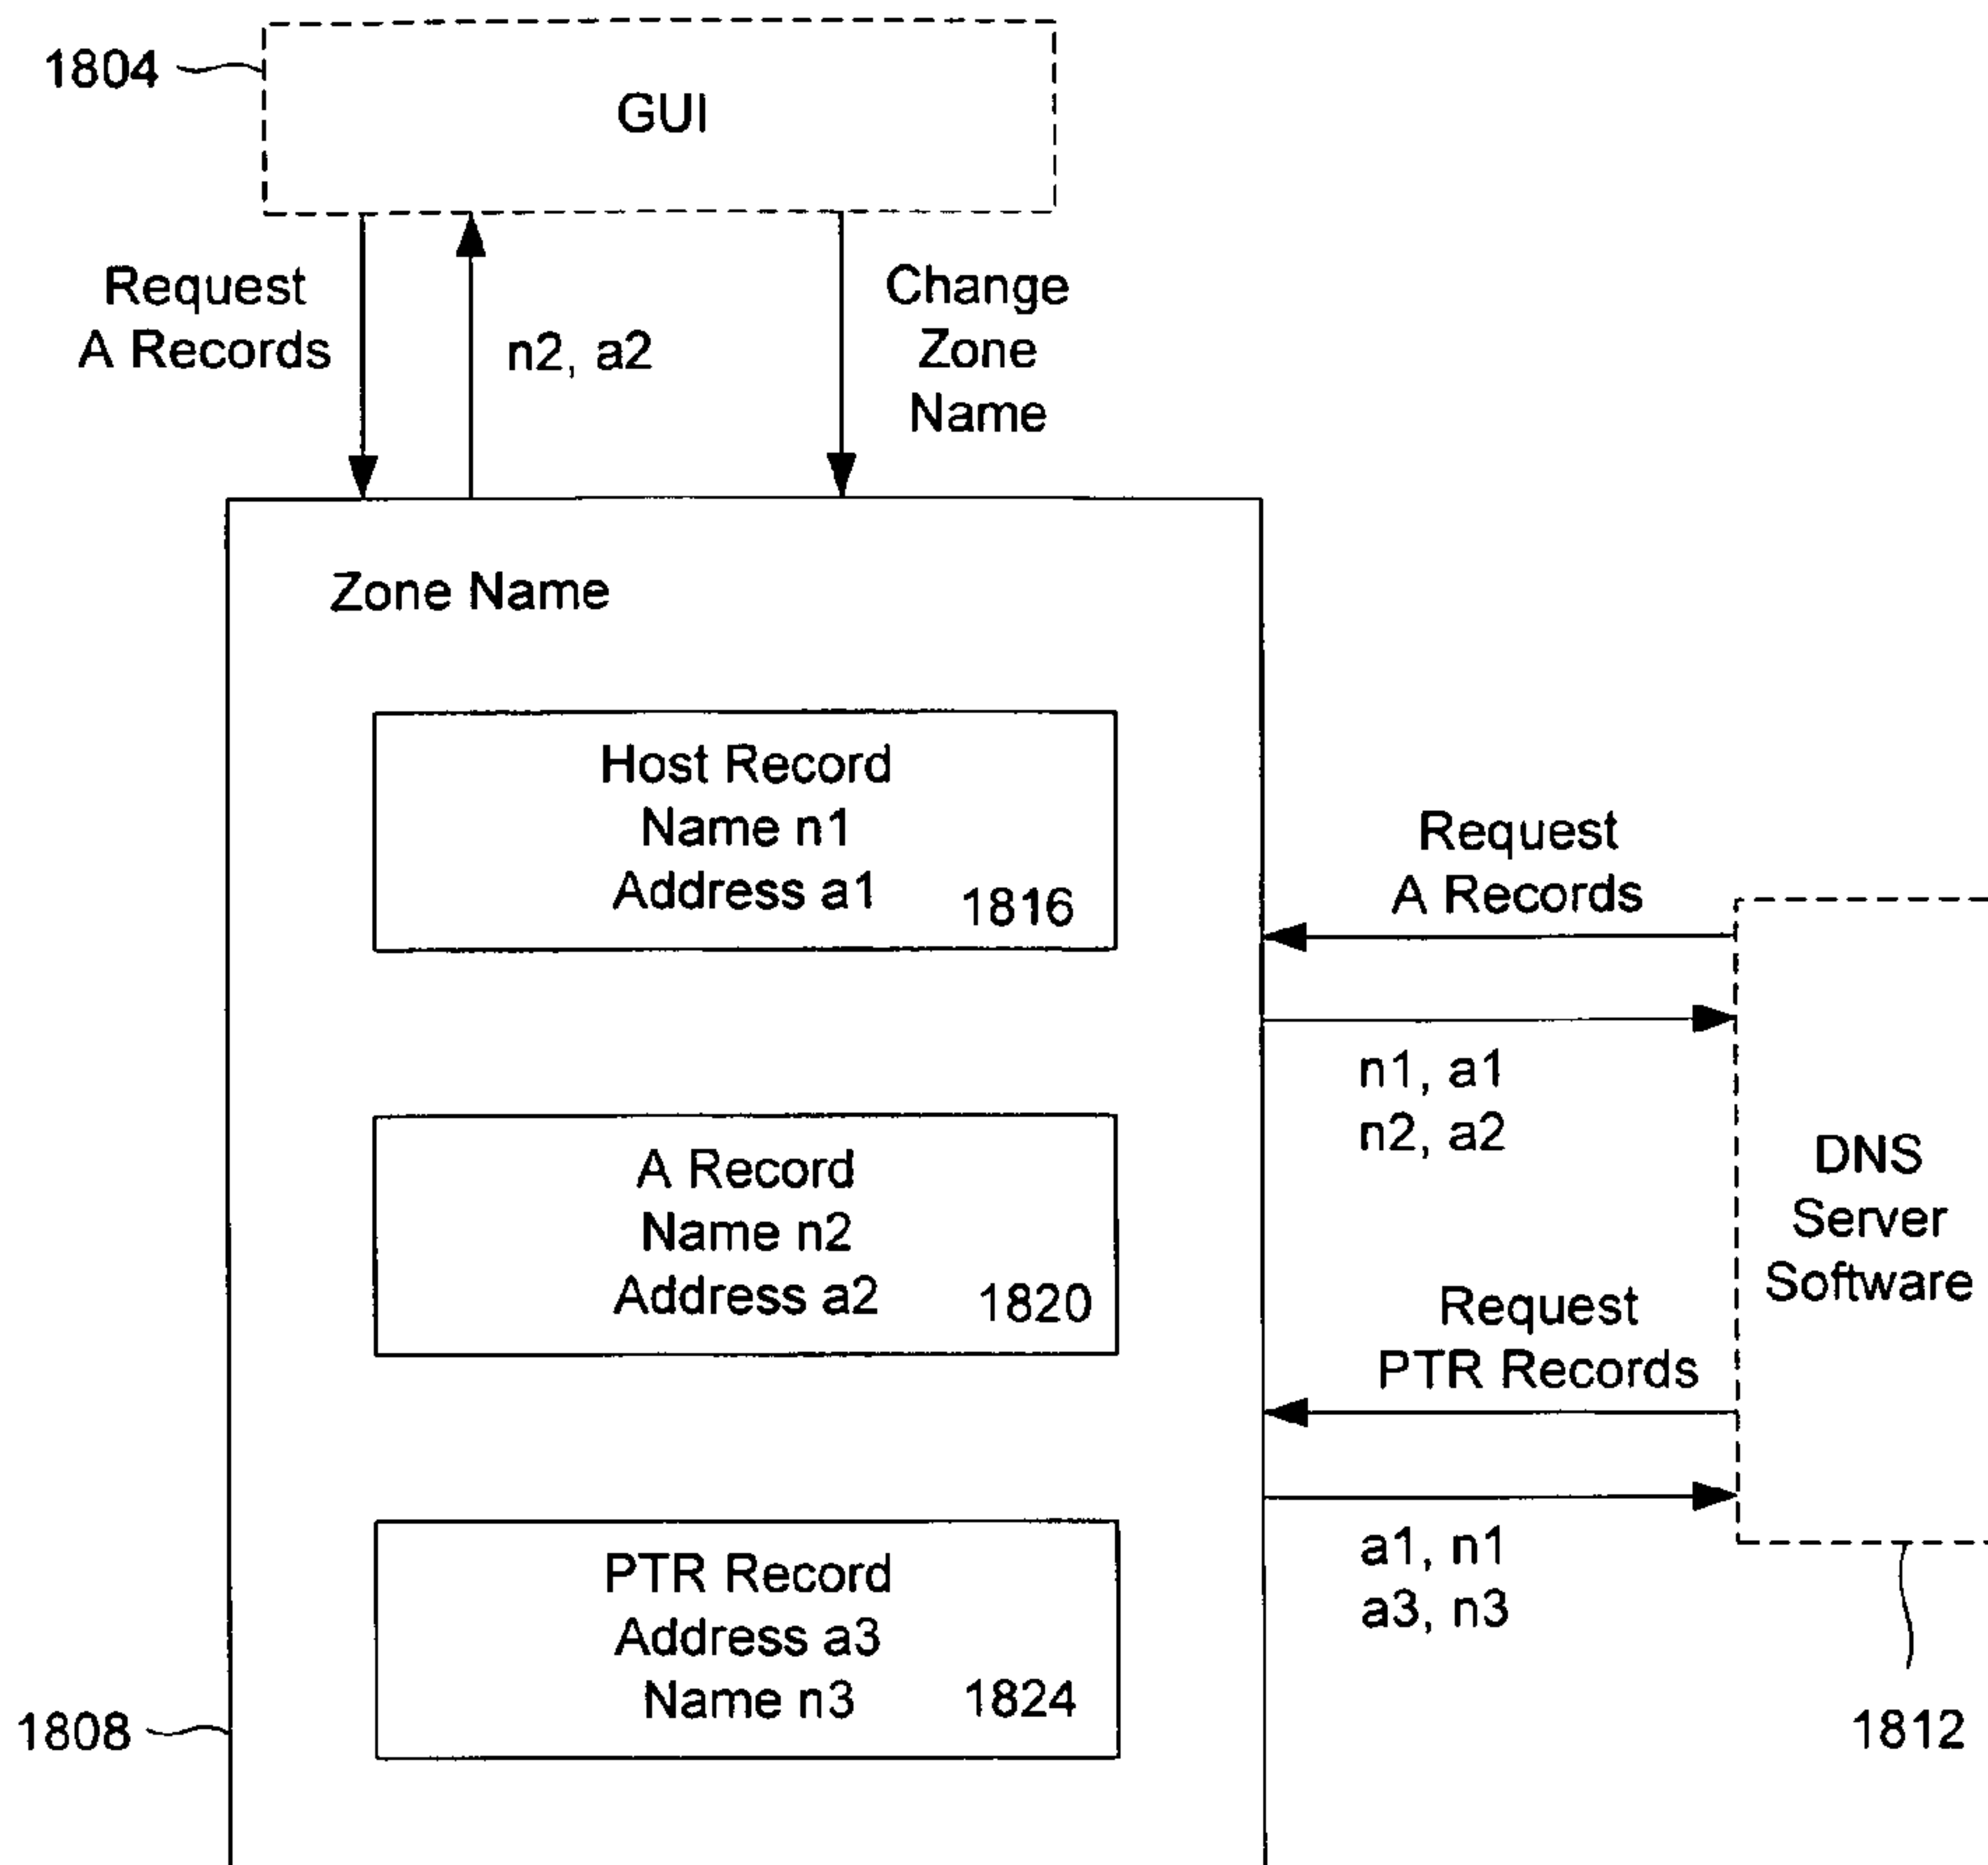 1804
GUI
Request
A Records
n2, a2
Change
Zone
Name
Zone Name
Host Record
Name n1
Address a1
1816
Request
A Records
n1, a1
n2, a2
A Record
Name n2
Address a2
1820
DNS
Server
Software
Request
PTR Records
a1, n1
a3, n3
PTR Record
Address a3
Name n3
1824
1808
1812